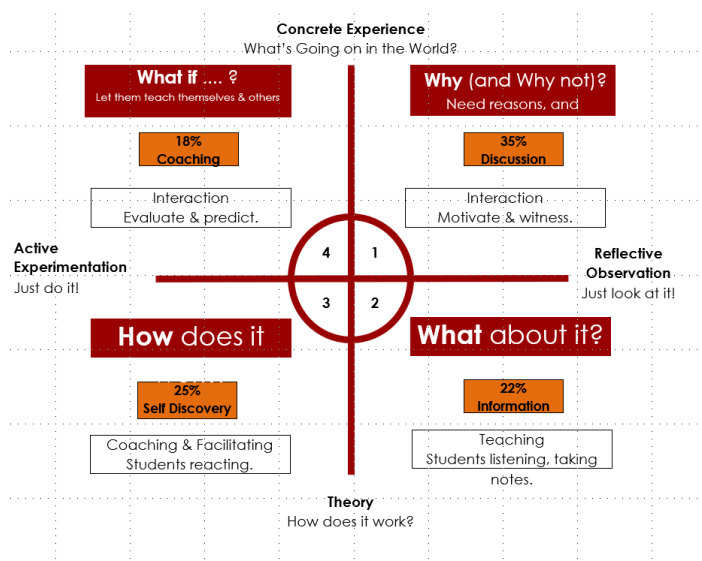 Concrete Experience
What's Going on in the World?
What if .... ?
Let them teach themselves & others
Why (and Why not)?
Need reasons, and
18%
Coaching
35%
Discussion
Interaction
Evaluate & predict.
Interaction
Motivate & witness.
Active
Experimentation
Just do it!
4
1
3
2
Reflective
Observation
Just look at it!
How does it
What about it?
25%
Self Discovery
22%
Information
Coaching & Facilitating
Students reacting.
Teaching
Students listening, taking
notes.
Theory
How does it work?